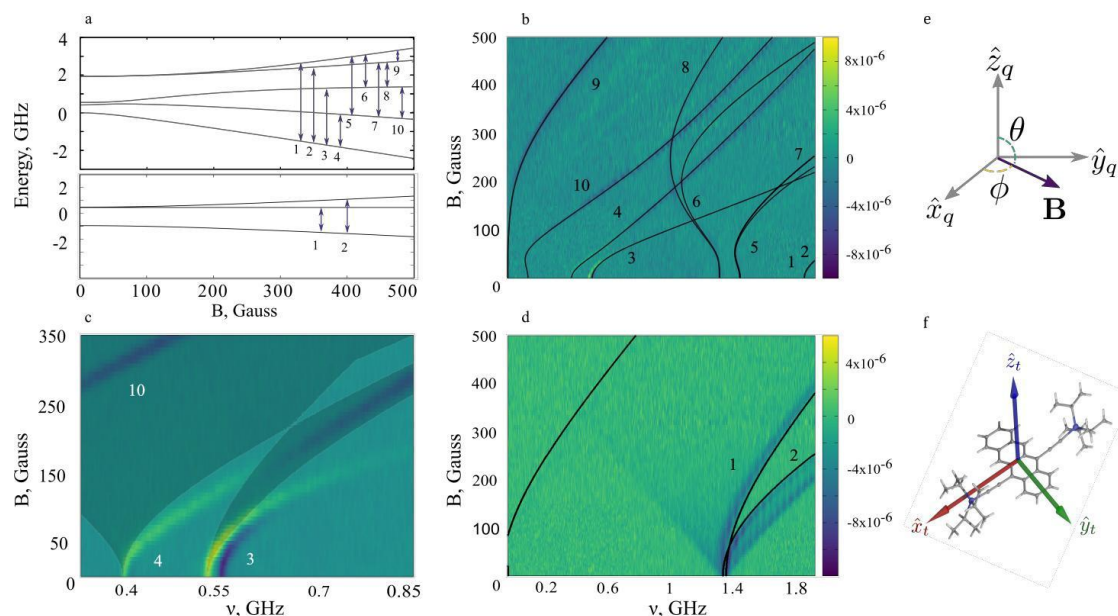 a
Energy, GHz
4
2
0
-2
1
2
3
4
5
6
7
8
9
10
2
0
-2
1
2
0
100
200
300
400
500
B, Gauss
b
B, Gauss
500
400
300
200
100
0
9
8
10
4
6
3
7
5
2
1
8x10⁻⁶
4x10⁻⁶
0
-4x10⁻⁶
-8x10⁻⁶
e
ẑq
θ
ŷq
x̂q
ϕ
B
c
B, Gauss
350
250
150
50
0
10
4
3
0.4
0.55
0.7
0.85
ν, GHz
d
B, Gauss
500
400
300
200
100
0
1
2
0.2
0.6
1
1.4
1.8
ν, GHz
4x10⁻⁶
0
-4x10⁻⁶
-8x10⁻⁶
f
ẑt
x̂t
ŷt